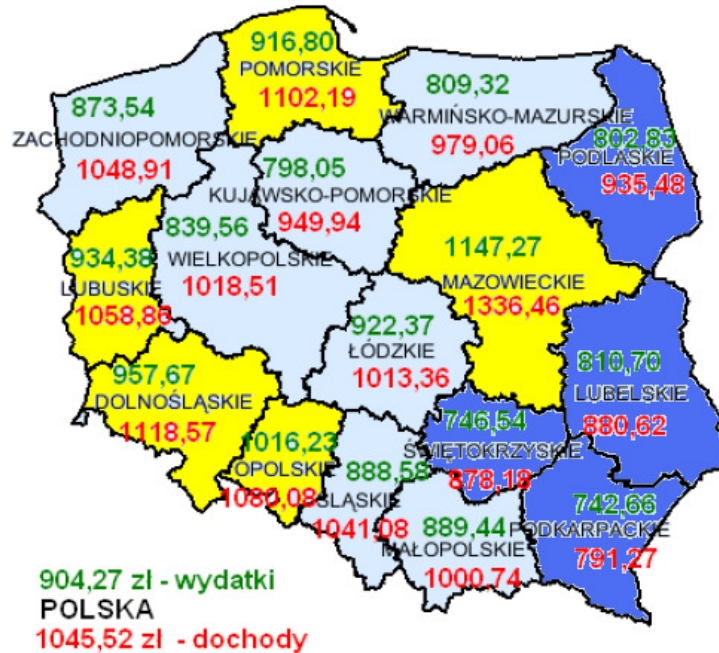 916,80
POMORSKIE
1102,19
809,32
WARMIŃSKO-MAZURSKIE
979,06
873,54
ZACHODNIOPOMORSKIE
1048,91
802,83
PODLASKIE
935,48
798,05
KUJAWSKO-POMORSKIE
949,94
839,56
WIELKOPOLSKIE
1018,51
1147,27
MAZOWIECKIE
1336,46
934,38
LUBUSKIE
1058,86
922,37
ŁÓDZKIE
1013,36
957,67
DOLNOŚLĄSKIE
1118,57
810,70
LUBELSKIE
880,62
746,54
ŚWIĘTOKRZYSKIE
878,18
1016,23
OPOLSKIE
1080,08
888,58
ŚLĄSKIE
1041,08
889,44
MAŁOPOLSKIE
1000,74
742,66
PODKARPACKIE
791,27
904,27 zł - wydatki
POLSKA
1045,52 zł - dochody